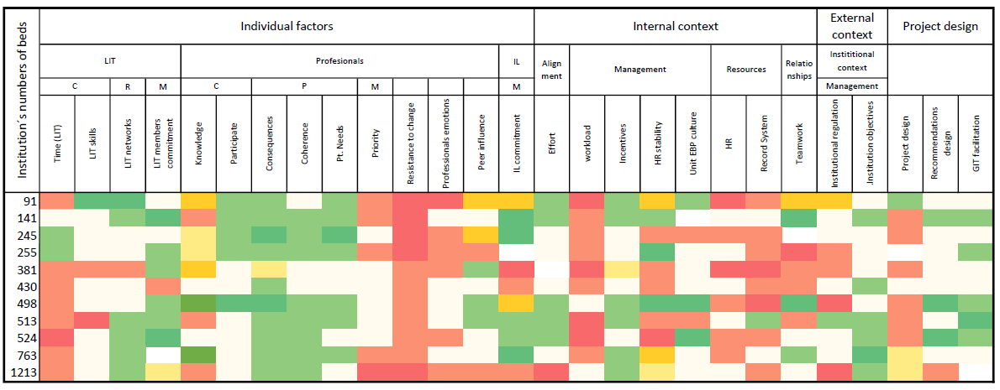 Institution´s numbers of beds
Individual factors
Internal context
External
context
Project design
LIT
Profesionals
IL
Align
ment
Management
Resources
Relatio
nships
Instititional
context
C
R
M
C
P
M
M
Management
Time (LIT)
LIT skills
LIT networks
LIT members
commitment
Knowledge
Participate
Consequences
Coherence
Pt. Needs
Priority
Resistance to change
Professionals emotions
Peer influence
IL commitment
Effort
workload
Incentives
HR stability
Unit EBP culture
HR
Record System
Teamwork
Institutional regulation
.Institution objectives
Project design
Recommendations
design
GIT facilitation
91
141
245
255
381
430
498
513
524
763
1213